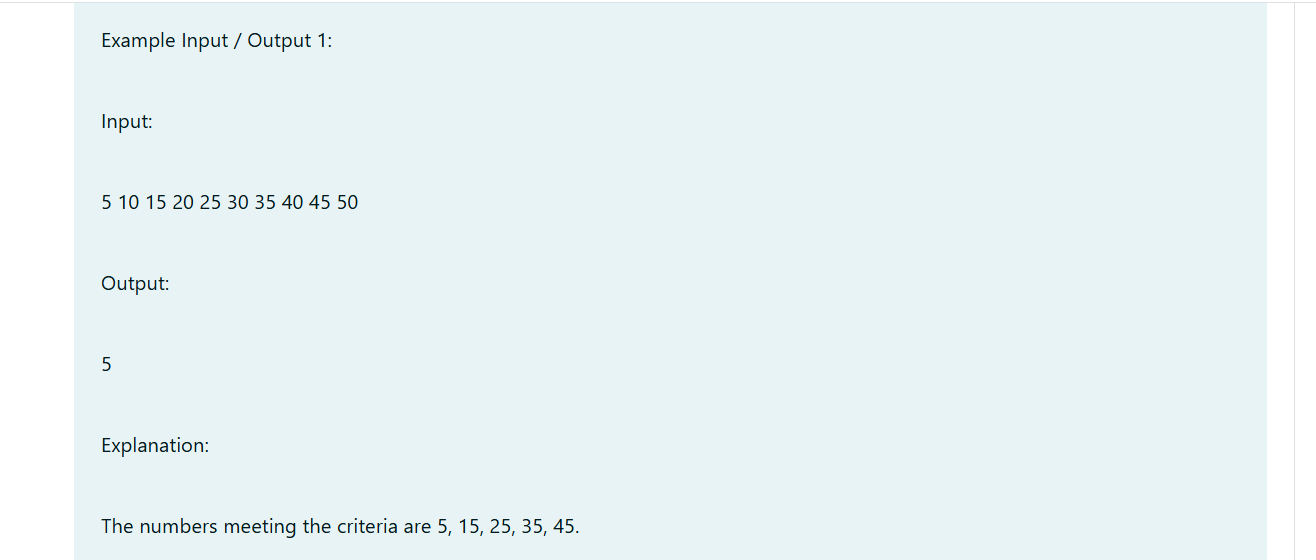 Example Input / Output 1:
Input:
5 10 15 20 25 30 35 40 45 50
Output:
5
Explanation:
The numbers meeting the criteria are 5, 15, 25, 35, 45.